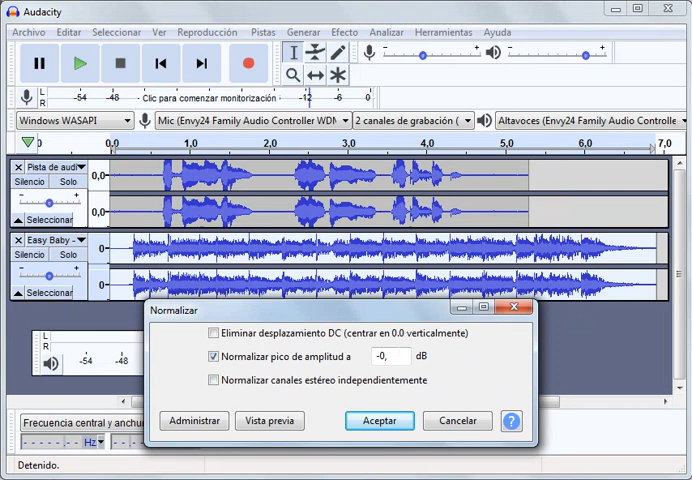 Audacity
Archivo Editar Seleccionar Ver Reproducción Pistas Generar Efecto Analizar Herramientas Ayuda
L
R
-54 -48 Clic para comenzar monitorización -12 -6 0
Windows WASAPI Mic (Envy24 Family Audio Controller WDM 2 canales de grabación ( Altavoces (Envy24 Family Audio Controller
0,0 1,0 2,0 3,0 4,0 5,0 6,0 7,0
Pista de audi
Silencio Solo
0,0
- +
Seleccionar
0,0
Easy Baby -
Silencio Solo
0
- +
Seleccionar
0
Normalizar
Eliminar desplazamiento DC (centrar en 0.0 verticalmente)
Normalizar pico de amplitud a -0, dB
Normalizar canales estéreo independientemente
Administrar Vista previa Aceptar Cancelar ?
L
R
-54 -48
Frecuencia central y anchu
Hz
Detenido.